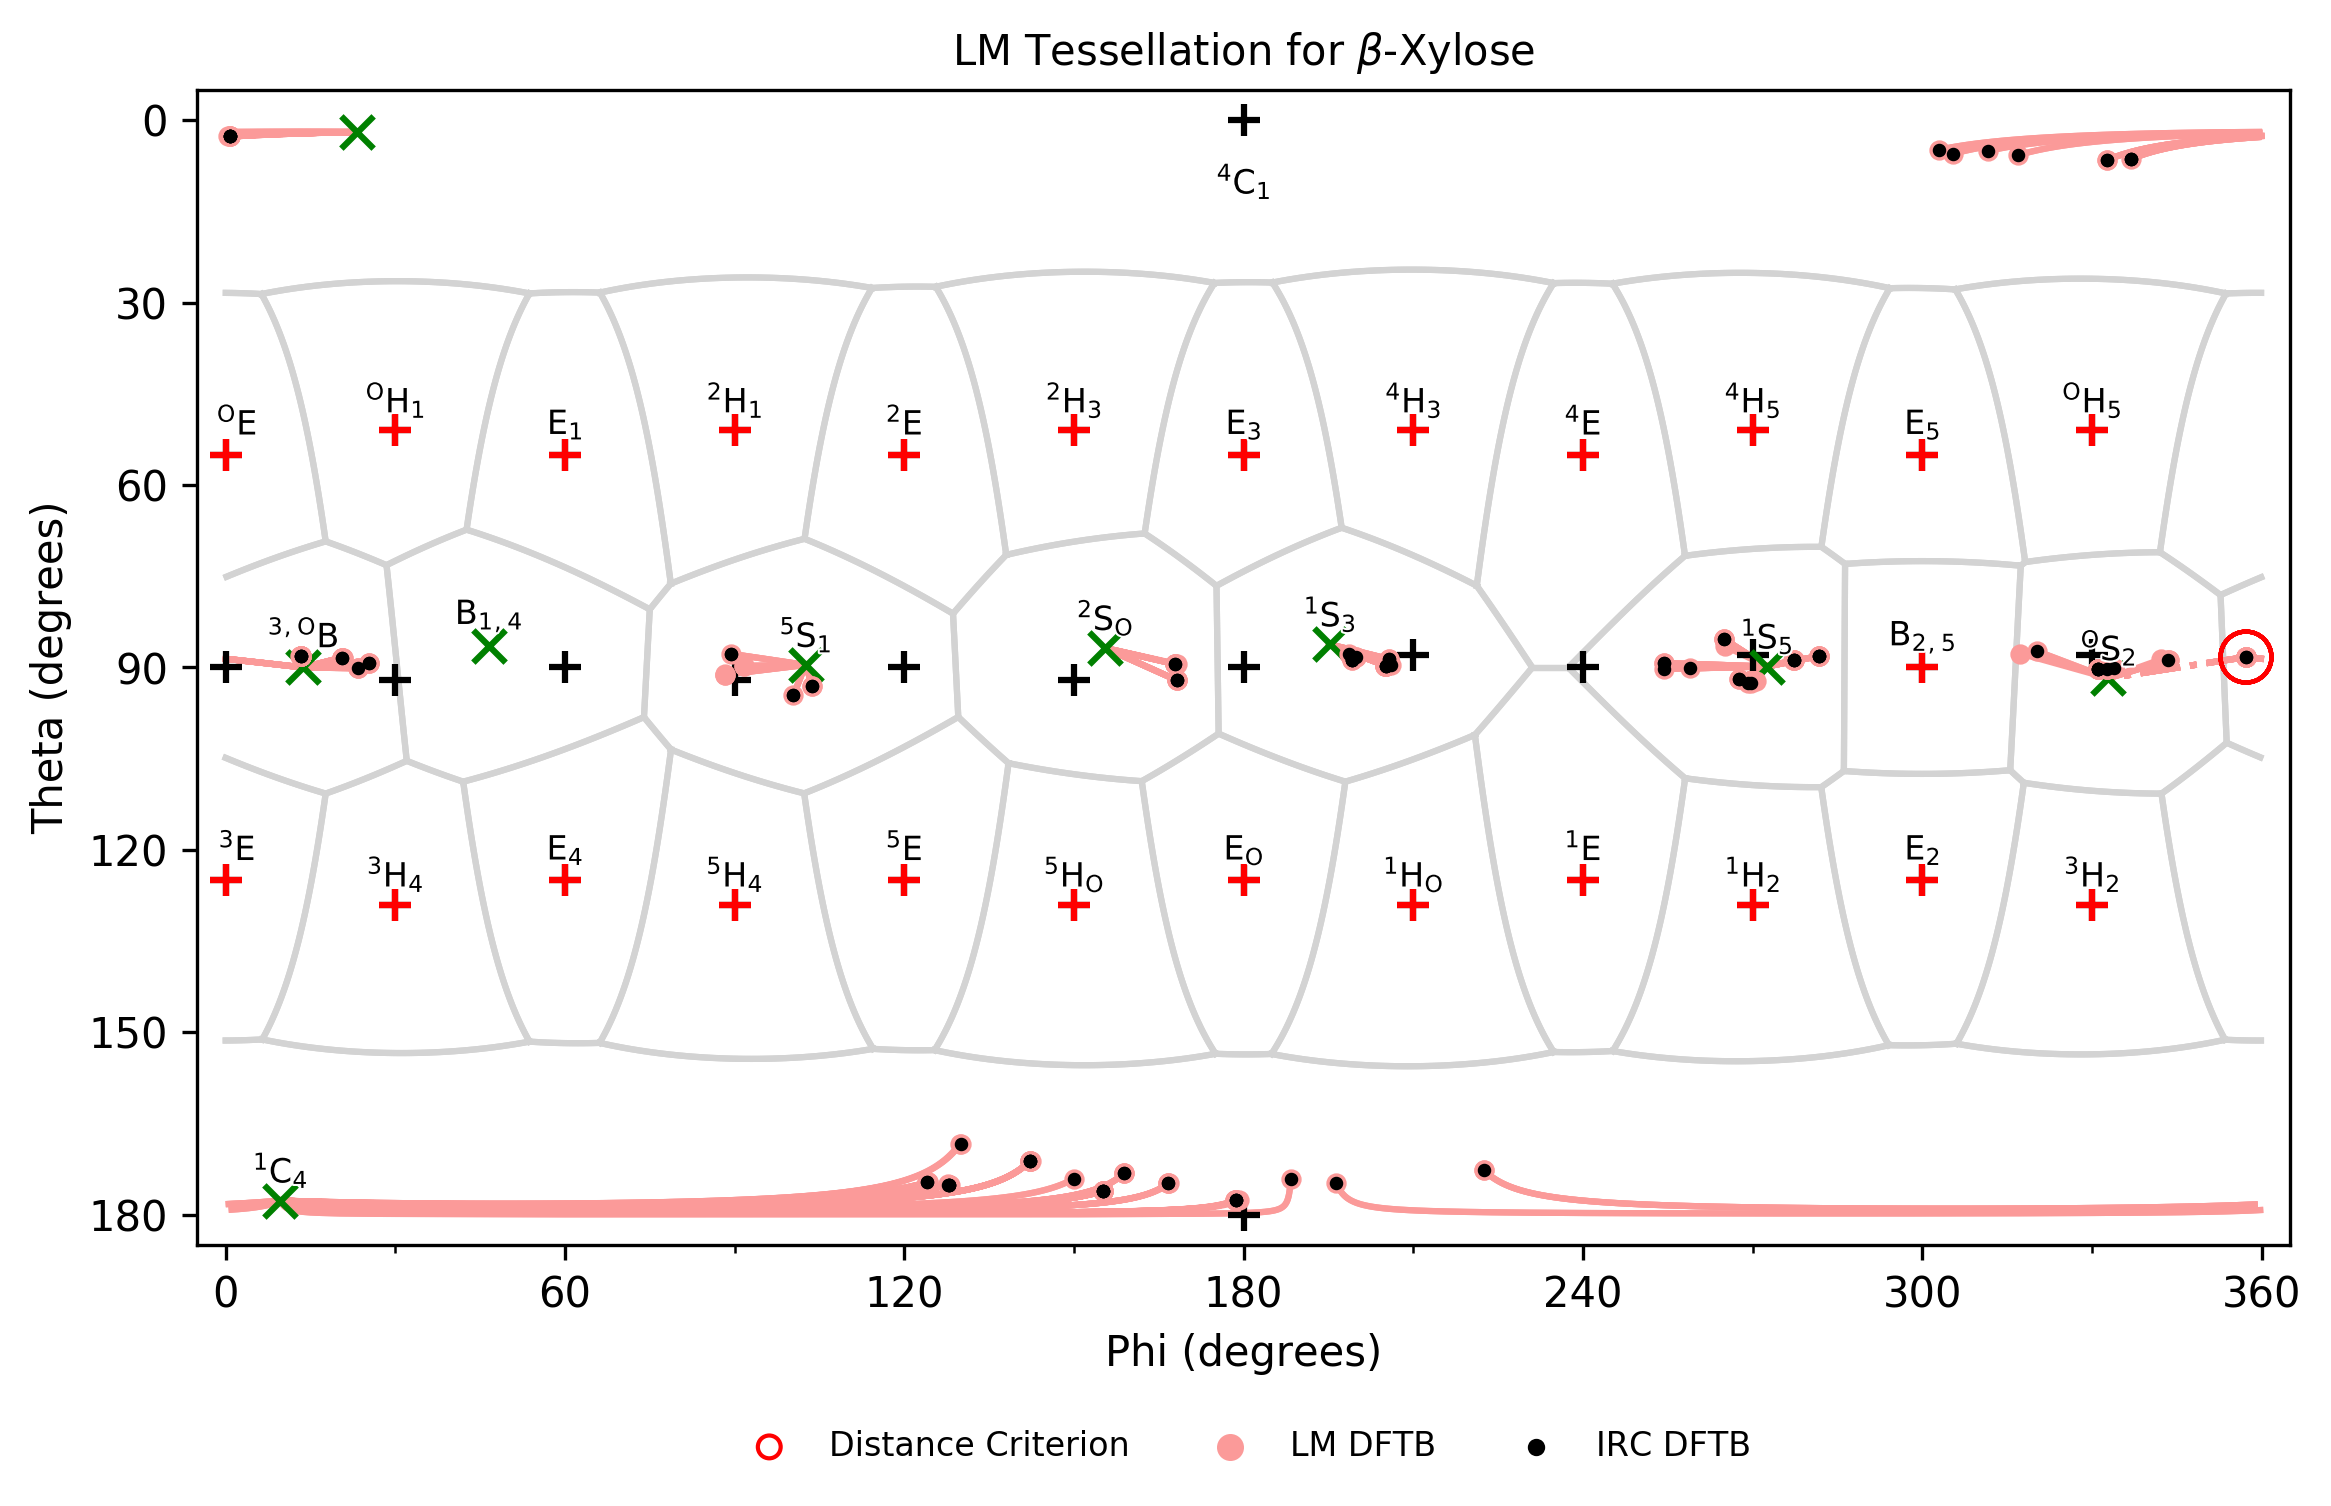 LM Tessellation for β-Xylose
0
⁴C₁
30
ᴼH₁ ²H₁ ²H₃ ⁴H₃ ⁴H₅ ᴼH₅
ᴼE E₁ ²E E₃ ⁴E E₅
60
³,ᴼB B₁,₄ ⁵S₁ ²Sₒ ¹S₃ ¹S₅ B₂,₅ ᴼS₂
90
120
³E E₄ ⁵E Eₒ ¹E E₂
³H₄ ⁵H₄ ⁵Hₒ ¹Hₒ ¹H₂ ³H₂
150
¹C₄
180
Theta (degrees)
0 60 120 180 240 300 360
Phi (degrees)
Distance Criterion LM DFTB IRC DFTB